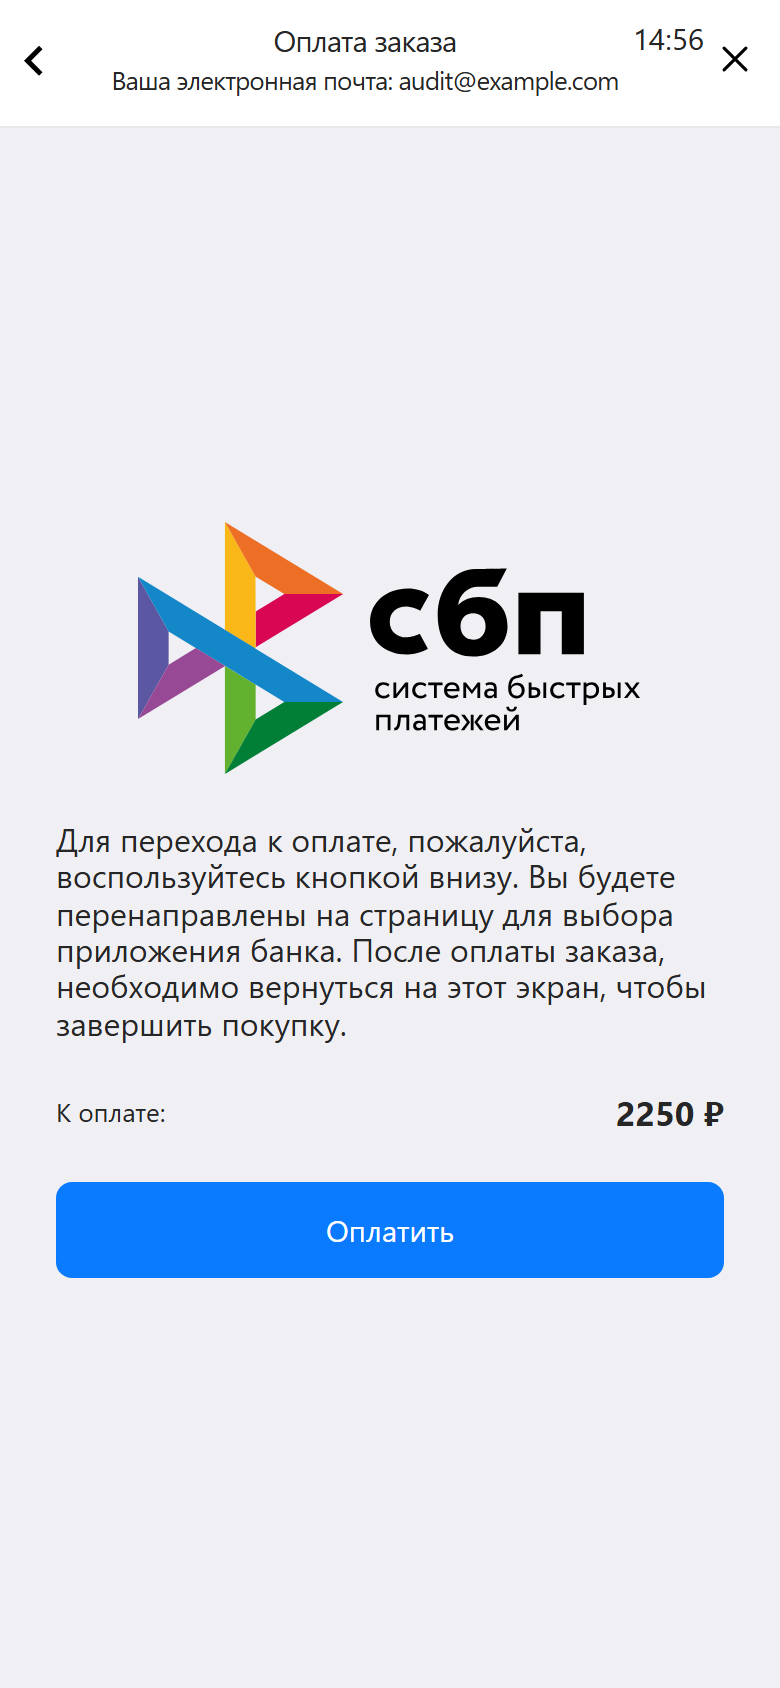 Оплата заказа
14:56
Ваша электронная почта: audit@example.com
сбп
система быстрых
платежей
Для перехода к оплате, пожалуйста,
воспользуйтесь кнопкой внизу. Вы будете
перенаправлены на страницу для выбора
приложения банка. После оплаты заказа,
необходимо вернуться на этот экран, чтобы
завершить покупку.
К оплате: 2250 ₽
Оплатить